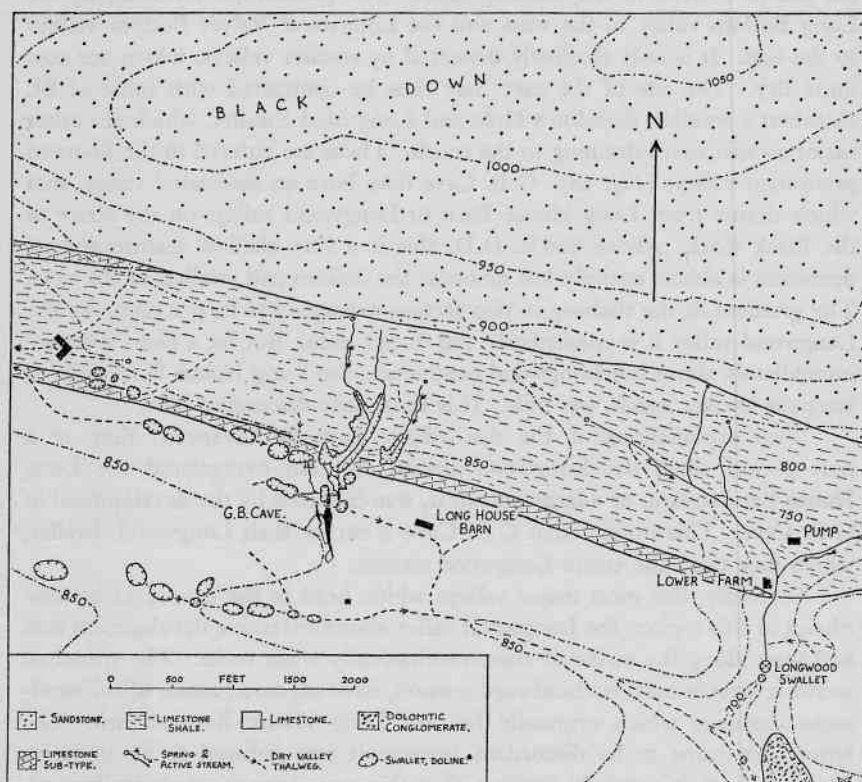 BLACK DOWN
1050
1000
N
950
900
850
850
800
750
G.B. CAVE.
LONG HOUSE
BARN
PUMP
LOWER FARM
850
850
LONGWOOD
SWALLET
0 500 FEET 1500 2000
- SANDSTONE.
- LIMESTONE
SHALE.
- LIMESTONE.
- DOLOMITIC
CONGLOMERATE.
LIMESTONE
SUB-TYPE.
- SPRING &
ACTIVE STREAM.
- DRY VALLEY
THALWEG.
- SWALLET, DOLINE.